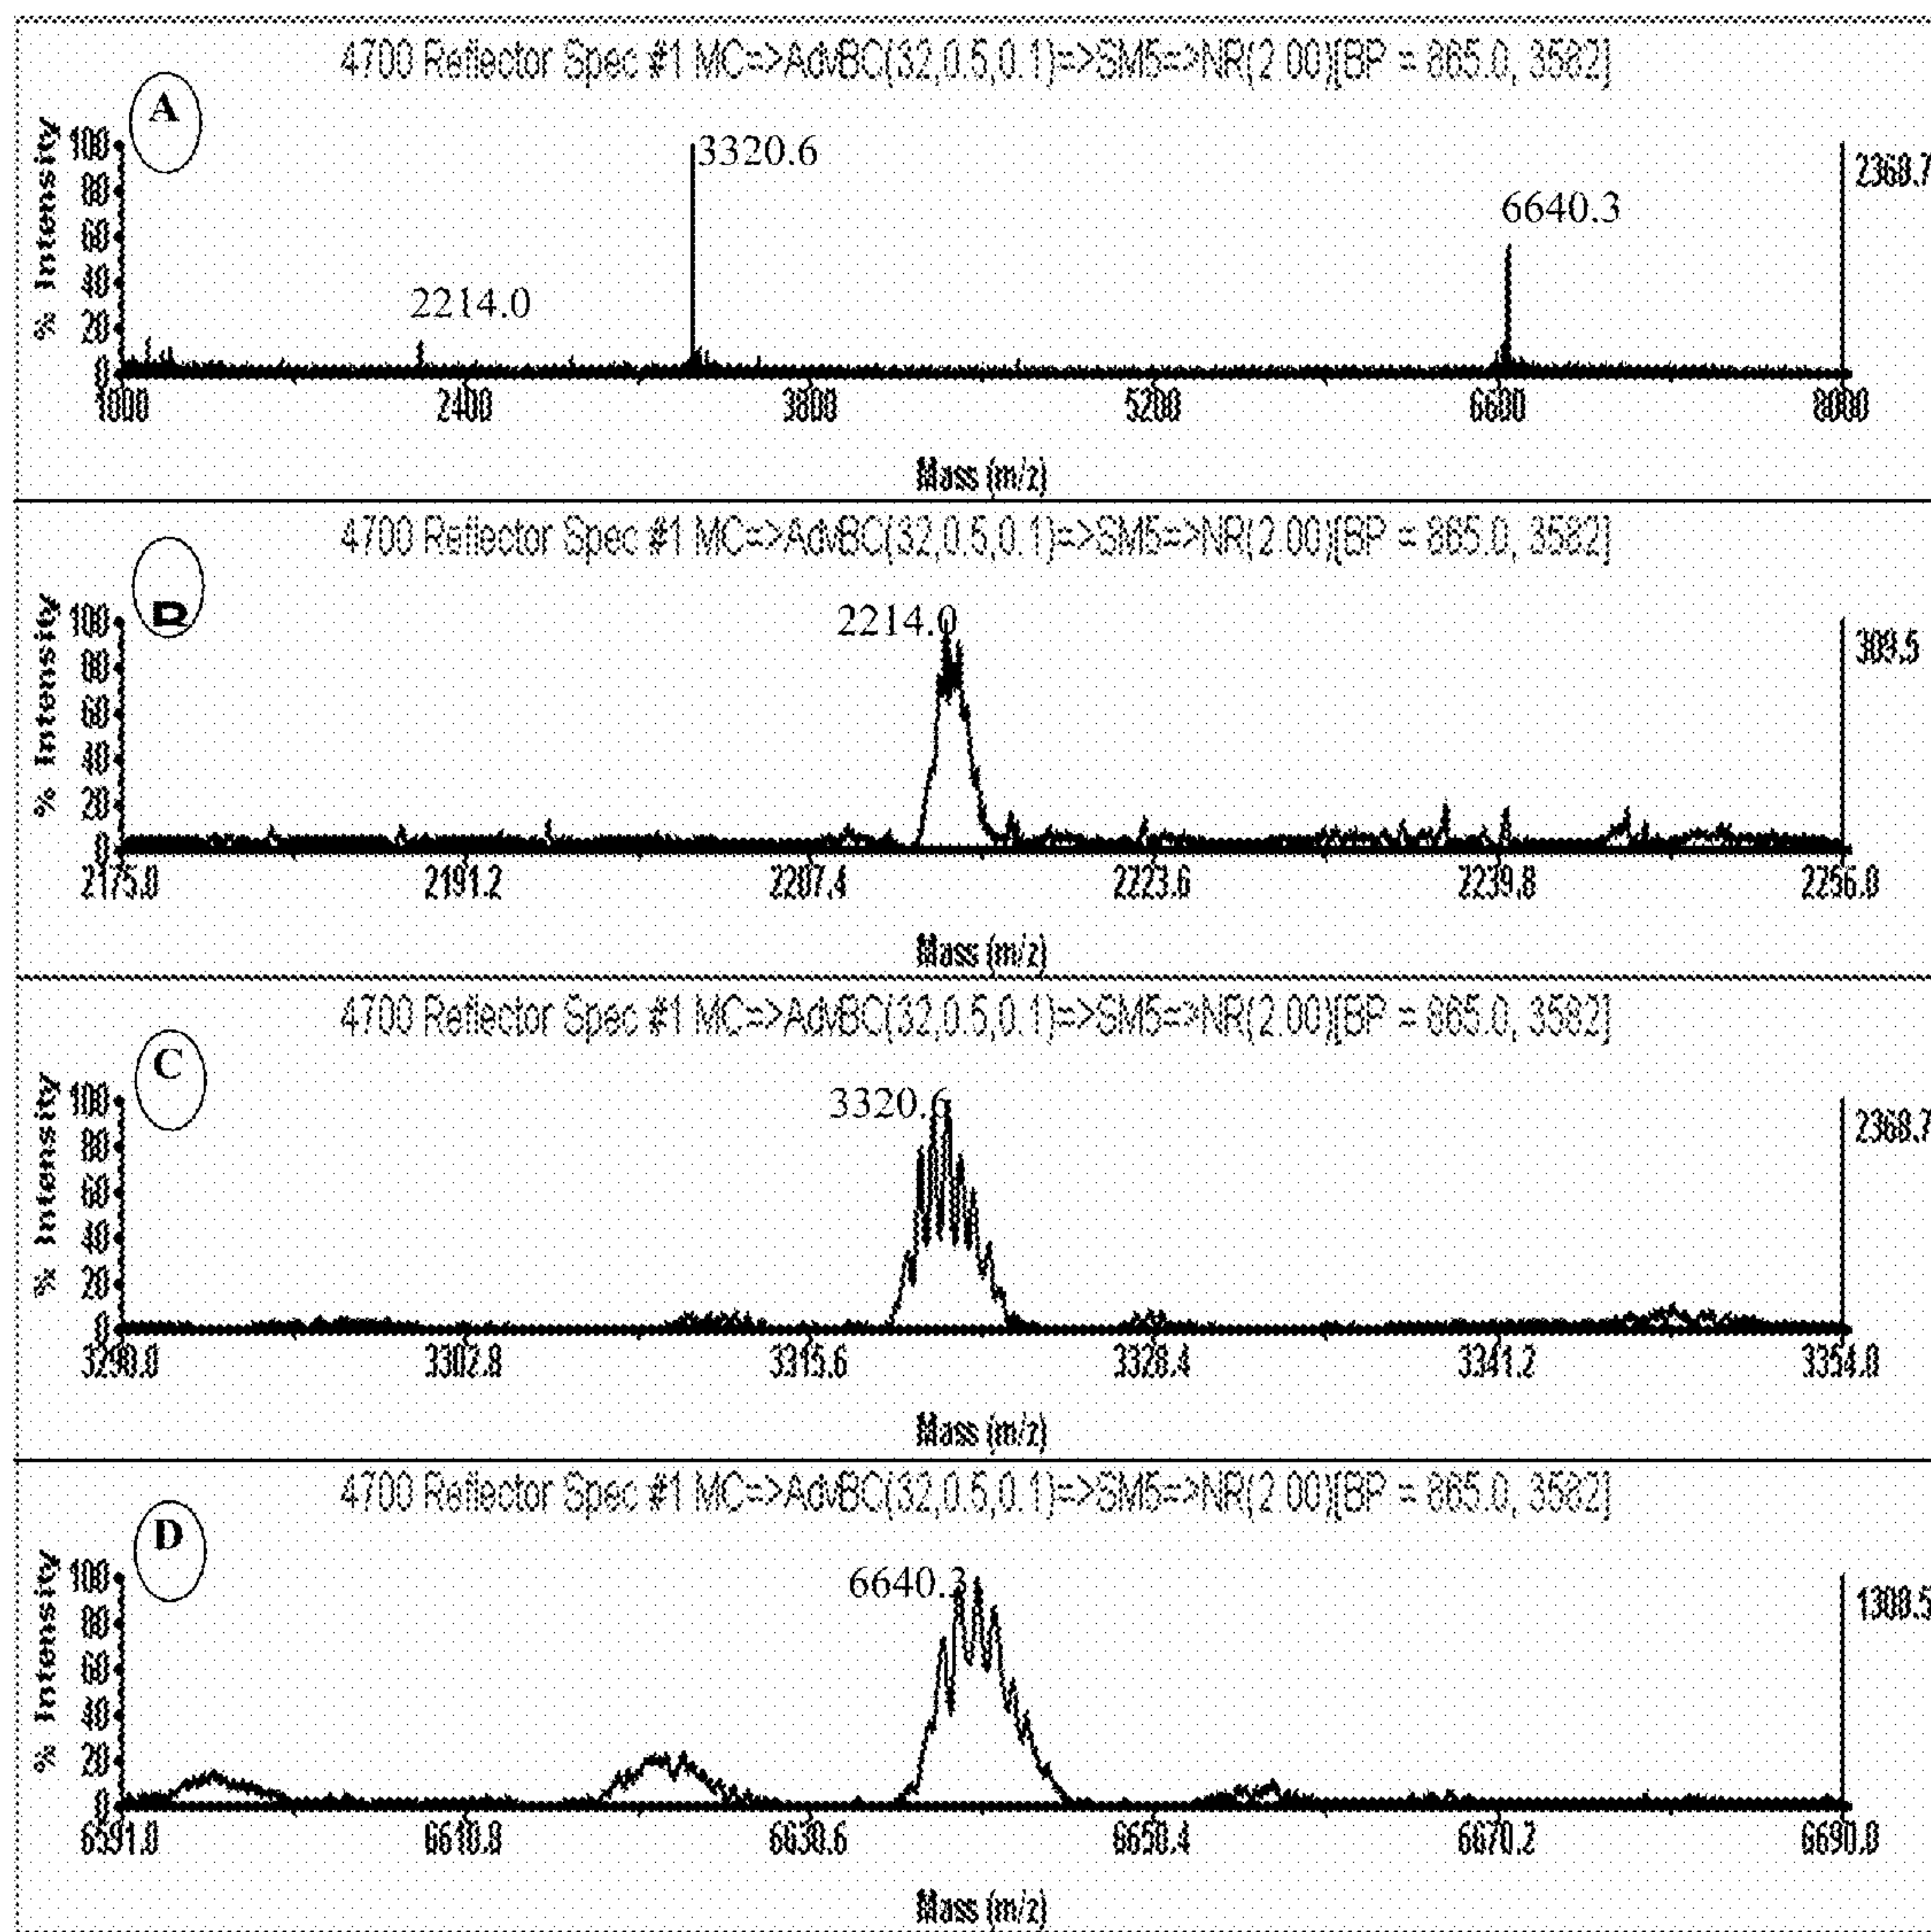 4700 Reflector Spec #1 MC=>AdvBC(32,0.5,0.1)=>SM5=>NR(2.00)[BP = 865.0, 3582]
A
% Intensity
100
80
60
40
20
0
2214.0
3320.6
6640.3
2368.7
1000 2400 3800 5200 6600 8000
Mass (m/z)
4700 Reflector Spec #1 MC=>AdvBC(32,0.5,0.1)=>SM5=>NR(2.00)[BP = 865.0, 3582]
B
% Intensity
100
80
60
40
20
0
2214.0
309.5
2175.0 2191.2 2207.4 2223.6 2239.8 2256.0
Mass (m/z)
4700 Reflector Spec #1 MC=>AdvBC(32,0.5,0.1)=>SM5=>NR(2.00)[BP = 865.0, 3582]
C
% Intensity
100
80
60
40
20
0
3320.6
2368.7
3290.0 3302.8 3315.6 3328.4 3341.2 3354.0
Mass (m/z)
4700 Reflector Spec #1 MC=>AdvBC(32,0.5,0.1)=>SM5=>NR(2.00)[BP = 865.0, 3582]
D
% Intensity
100
80
60
40
20
0
6640.3
6591.0 6610.8 6630.6 6650.4 6670.2 6690.0
Mass (m/z)